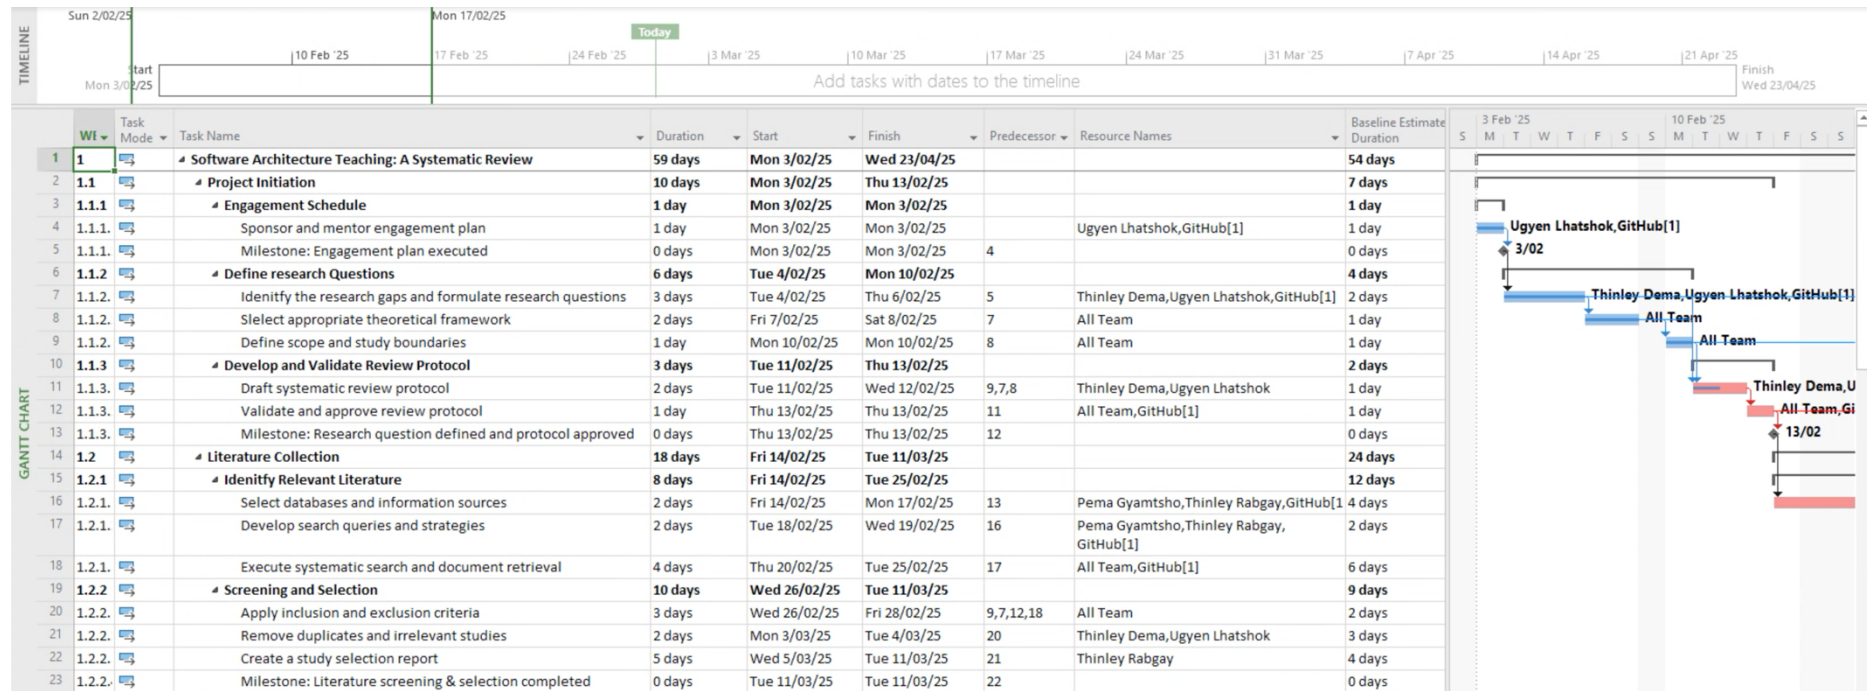 Sun 2/02/25 Mon 17/02/25
Today
TIMELINE
10 Feb '25 17 Feb '25 24 Feb '25 3 Mar '25 10 Mar '25 17 Mar '25 24 Mar '25 31 Mar '25 7 Apr '25 14 Apr '25 21 Apr '25
Start
Mon 3/02/25
Add tasks with dates to the timeline
Finish
Wed 23/04/25
GANTT CHART
Task Mode Task Name Duration Start Finish Predecessor Resource Names Baseline Estimate Duration
3 Feb '25 10 Feb '25
S M T W T F S S M T W T F S S
1 1 Software Architecture Teaching: A Systematic Review 59 days Mon 3/02/25 Wed 23/04/25 54 days
2 1.1 Project Initiation 10 days Mon 3/02/25 Thu 13/02/25 7 days
3 1.1.1 Engagement Schedule 1 day Mon 3/02/25 Mon 3/02/25 1 day
4 1.1.1. Sponsor and mentor engagement plan 1 day Mon 3/02/25 Mon 3/02/25 Ugyen Lhatshok,GitHub[1] 1 day Ugyen Lhatshok,GitHub[1]
5 1.1.1. Milestone: Engagement plan executed 0 days Mon 3/02/25 Mon 3/02/25 4 0 days 3/02
6 1.1.2 Define research Questions 6 days Tue 4/02/25 Mon 10/02/25 4 days
7 1.1.2. Idenitfy the research gaps and formulate research questions 3 days Tue 4/02/25 Thu 6/02/25 5 Thinley Dema,Ugyen Lhatshok,GitHub[1] 2 days Thinley Dema,Ugyen Lhatshok,GitHub[1]
8 1.1.2. Slelect appropriate theoretical framework 2 days Fri 7/02/25 Sat 8/02/25 7 All Team 1 day All Team
9 1.1.2. Define scope and study boundaries 1 day Mon 10/02/25 Mon 10/02/25 8 All Team 1 day All Team
10 1.1.3 Develop and Validate Review Protocol 3 days Tue 11/02/25 Thu 13/02/25 2 days
11 1.1.3. Draft systematic review protocol 2 days Tue 11/02/25 Wed 12/02/25 9,7,8 Thinley Dema,Ugyen Lhatshok 1 day Thinley Dema,U
12 1.1.3. Validate and approve review protocol 1 day Thu 13/02/25 Thu 13/02/25 11 All Team,GitHub[1] 1 day All Team,Gi
13 1.1.3. Milestone: Research question defined and protocol approved 0 days Thu 13/02/25 Thu 13/02/25 12 0 days 13/02
14 1.2 Literature Collection 18 days Fri 14/02/25 Tue 11/03/25 24 days
15 1.2.1 Idenitfy Relevant Literature 8 days Fri 14/02/25 Tue 25/02/25 12 days
16 1.2.1. Select databases and information sources 2 days Fri 14/02/25 Mon 17/02/25 13 Pema Gyamtsho,Thinley Rabgay,GitHub[1 4 days
17 1.2.1. Develop search queries and strategies 2 days Tue 18/02/25 Wed 19/02/25 16 Pema Gyamtsho,Thinley Rabgay, 2 days
GitHub[1]
18 1.2.1. Execute systematic search and document retrieval 4 days Thu 20/02/25 Tue 25/02/25 17 All Team,GitHub[1] 6 days
19 1.2.2 Screening and Selection 10 days Wed 26/02/25 Tue 11/03/25 9 days
20 1.2.2. Apply inclusion and exclusion criteria 3 days Wed 26/02/25 Fri 28/02/25 9,7,12,18 All Team 2 days
21 1.2.2. Remove duplicates and irrelevant studies 2 days Mon 3/03/25 Tue 4/03/25 20 Thinley Dema,Ugyen Lhatshok 3 days
22 1.2.2. Create a study selection report 5 days Wed 5/03/25 Tue 11/03/25 21 Thinley Rabgay 4 days
23 1.2.2. Milestone: Literature screening & selection completed 0 days Tue 11/03/25 Tue 11/03/25 22 0 days